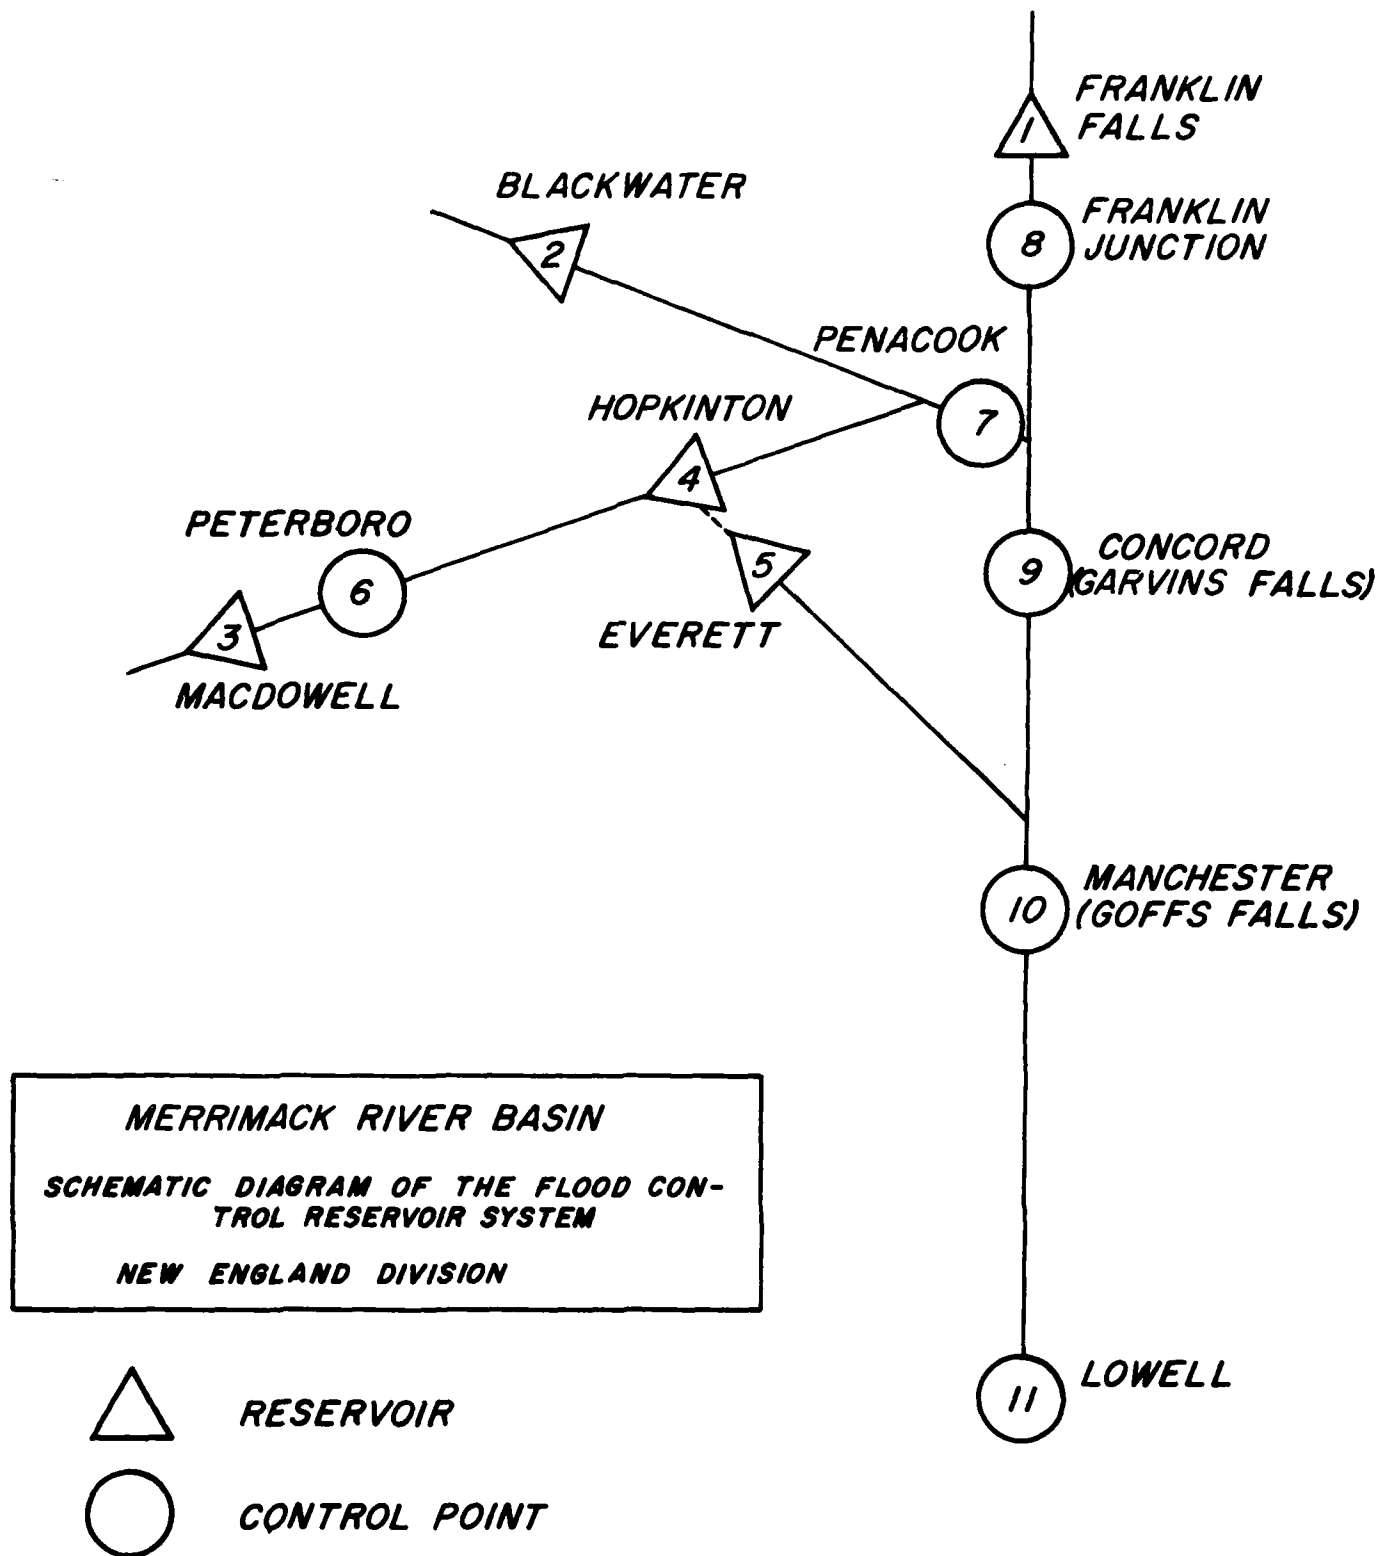 FRANKLIN
FALLS
1
BLACKWATER
FRANKLIN
JUNCTION
8
2
PENACOOK
HOPKINTON
7
4
PETERBORO
CONCORD
(GARVINS FALLS)
9
5
6
EVERETT
3
MACDOWELL
MANCHESTER
(GOFFS FALLS)
10
MERRIMACK RIVER BASIN
SCHEMATIC DIAGRAM OF THE FLOOD CON-
TROL RESERVOIR SYSTEM
NEW ENGLAND DIVISION
LOWELL
11
RESERVOIR
CONTROL POINT